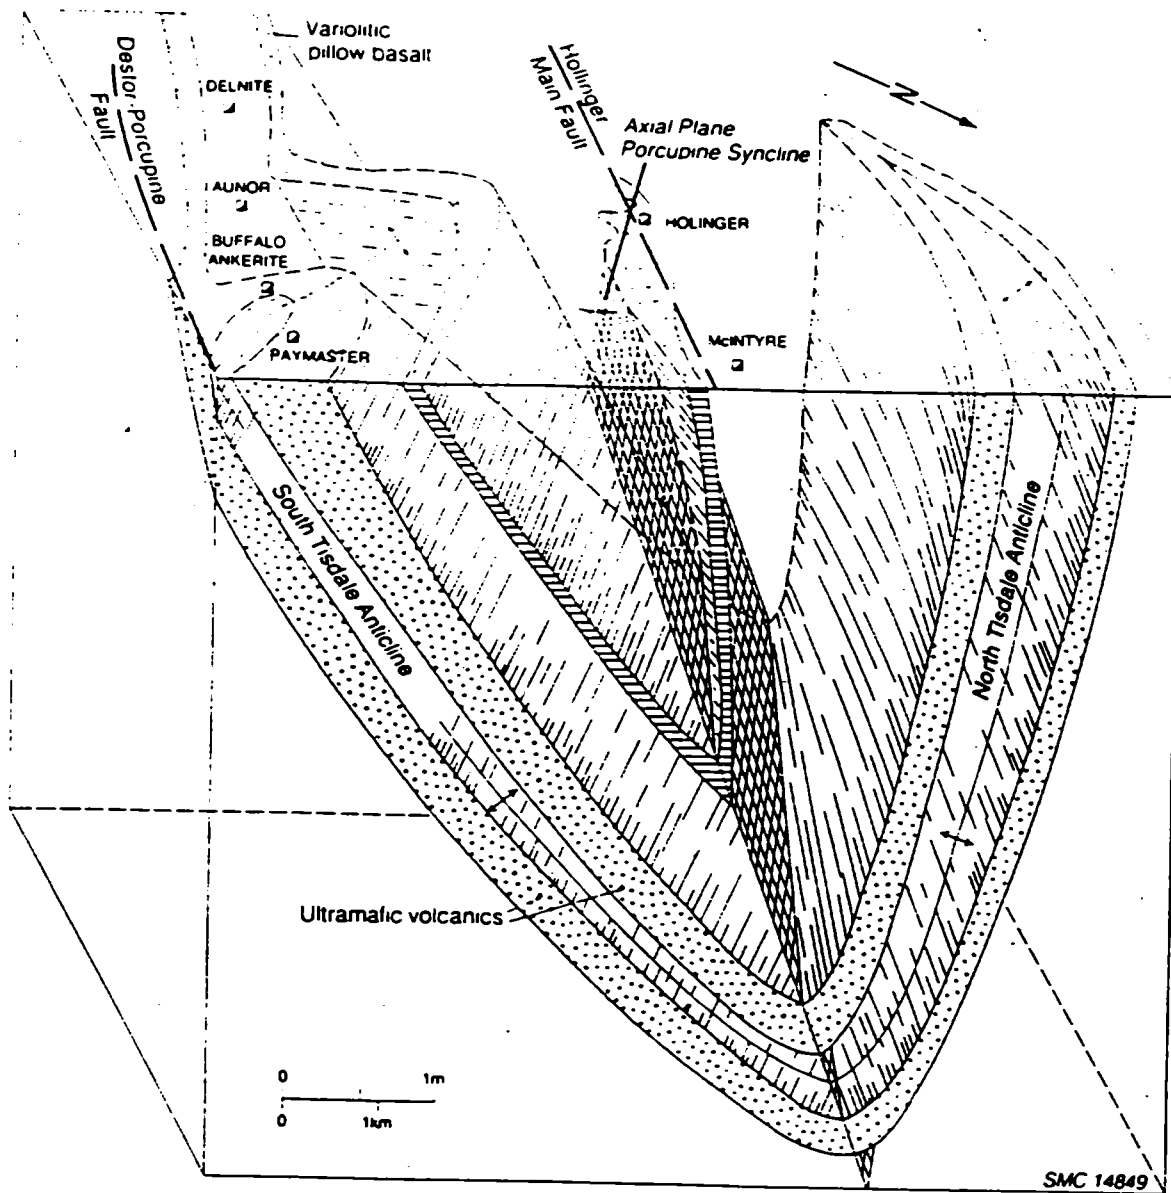 Variolitic
pillow basalt
Destor-Porcupine
Fault
DELNITE
Hollinger
Main Fault
N
Axial Plane
Porcupine Syncline
AUNOR
HOLINGER
BUFFALO
ANKERITE
PAYMASTER
McINTYRE
South Tisdale Anticline
North Tisdale Anticline
Ultramafic volcanics
0 1m
0 1km
SMC 14849